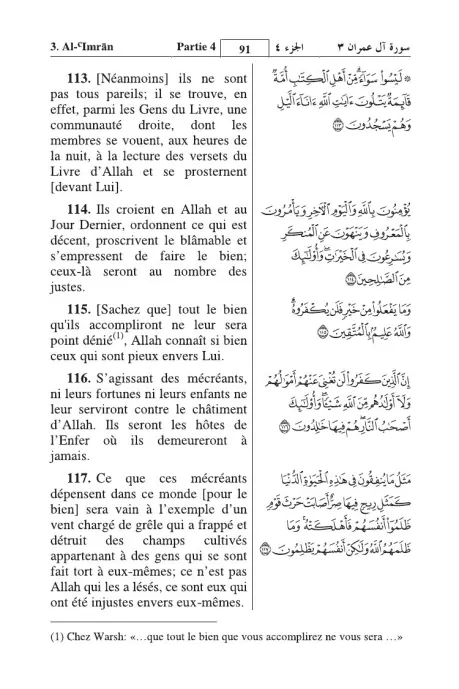 3. Al-ʿImrān Partie 4 91 الجزء ٤ سورة آل عمران ٣
113. [Néanmoins] ils ne sont
pas tous pareils; il se trouve, en
effet, parmi les Gens du Livre, une
communauté droite, dont les
membres se vouent, aux heures de
la nuit, à la lecture des versets du
Livre d’Allah et se prosternent
[devant Lui].
114. Ils croient en Allah et au
Jour Dernier, ordonnent ce qui est
décent, proscrivent le blâmable et
s’empressent de faire le bien;
ceux-là seront au nombre des
justes.
115. [Sachez que] tout le bien
qu'ils accompliront ne leur sera
point dénié(1), Allah connaît si bien
ceux qui sont pieux envers Lui.
116. S’agissant des mécréants,
ni leurs fortunes ni leurs enfants ne
leur serviront contre le châtiment
d’Allah. Ils seront les hôtes de
l’Enfer où ils demeureront à
jamais.
117. Ce que ces mécréants
dépensent dans ce monde [pour le
bien] sera vain à l’exemple d’un
vent chargé de grêle qui a frappé et
détruit des champs cultivés
appartenant à des gens qui se sont
fait tort à eux-mêmes; ce n’est pas
Allah qui les a lésés, ce sont eux qui
ont été injustes envers eux-mêmes.
۞ لَيْسُوا۟ سَوَآءً ۗ مِّنْ أَهْلِ ٱلْكِتَٰبِ أُمَّةٌ
قَآئِمَةٌ يَتْلُونَ ءَايَٰتِ ٱللَّهِ ءَانَآءَ ٱلَّيْلِ
وَهُمْ يَسْجُدُونَ ١١٣
يُؤْمِنُونَ بِٱللَّهِ وَٱلْيَوْمِ ٱلْءَاخِرِ وَيَأْمُرُونَ
بِٱلْمَعْرُوفِ وَيَنْهَوْنَ عَنِ ٱلْمُنكَرِ
وَيُسَٰرِعُونَ فِى ٱلْخَيْرَٰتِ وَأُو۟لَٰٓئِكَ
مِنَ ٱلصَّٰلِحِينَ ١١٤
وَمَا يَفْعَلُوا۟ مِنْ خَيْرٍ فَلَن يُكْفَرُوهُ ۗ
وَٱللَّهُ عَلِيمٌۢ بِٱلْمُتَّقِينَ ١١٥
إِنَّ ٱلَّذِينَ كَفَرُوا۟ لَن تُغْنِىَ عَنْهُمْ أَمْوَٰلُهُمْ
وَلَآ أَوْلَٰدُهُم مِّنَ ٱللَّهِ شَيْـًٔا ۖ وَأُو۟لَٰٓئِكَ
أَصْحَٰبُ ٱلنَّارِ ۚ هُمْ فِيهَا خَٰلِدُونَ ١١٦
مَثَلُ مَا يُنفِقُونَ فِى هَٰذِهِ ٱلْحَيَوٰةِ ٱلدُّنْيَا
كَمَثَلِ رِيحٍ فِيهَا صِرٌّ أَصَابَتْ حَرْثَ قَوْمٍ
ظَلَمُوٓا۟ أَنفُسَهُمْ فَأَهْلَكَتْهُ ۚ وَمَا
ظَلَمَهُمُ ٱللَّهُ وَلَٰكِنْ أَنفُسَهُمْ يَظْلِمُونَ ١١٧
(1) Chez Warsh: «…que tout le bien que vous accomplirez ne vous sera …»